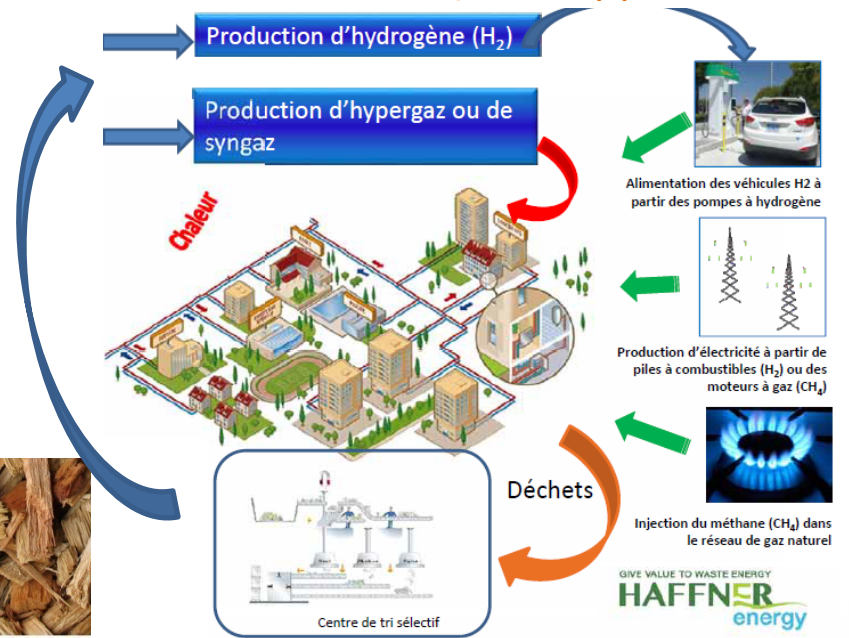 Production d'hydrogène (H₂)
Production d'hypergaz ou de
syngaz
Chaleur
Alimentation des véhicules H2 à
partir des pompes à hydrogène
Production d'électricité à partir de
piles à combustibles (H₂) ou des
moteurs à gaz (CH₄)
Déchets
Injection du méthane (CH₄) dans
le réseau de gaz naturel
Centre de tri sélectif
GIVE VALUE TO WASTE ENERGY
HAFFNER
energy